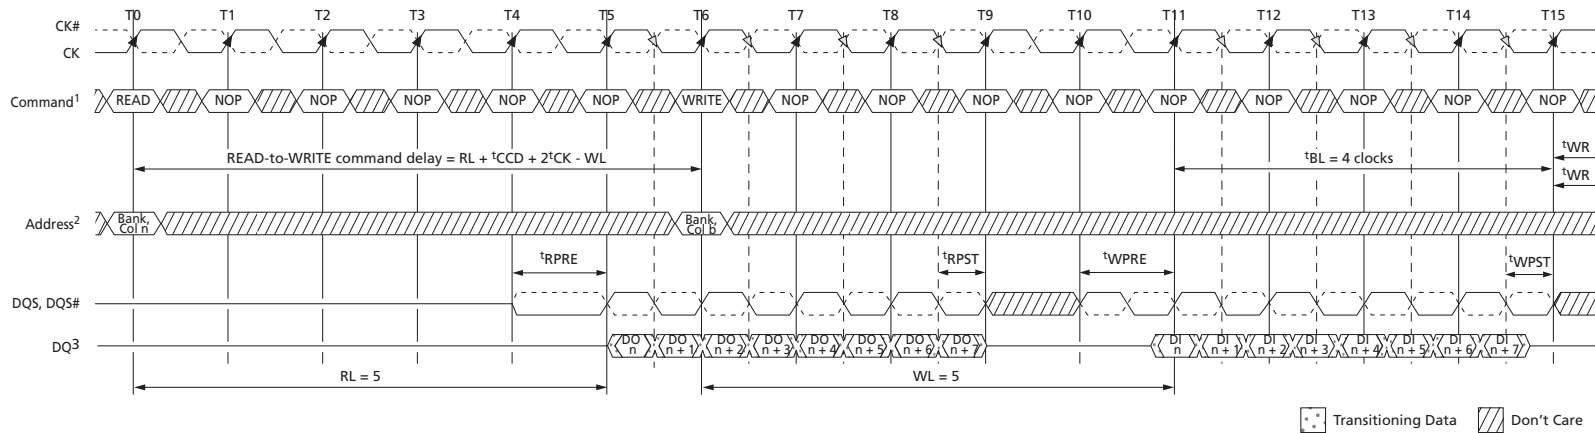 T0 T1 T2 T3 T4 T5 T6 T7 T8 T9 T10 T11 T12 T13 T14 T15
CK#
CK
Command1 READ NOP NOP NOP NOP NOP WRITE NOP NOP NOP NOP NOP NOP NOP NOP NOP
READ-to-WRITE command delay = RL + tCCD + 2tCK - WL
tBL = 4 clocks
tWR
tWR
Address2
Bank, Col n
Bank, Col b
tRPRE tRPST tWPRE tWPST
DQS, DQS#
DQ3
DO n DO n + 1 DO n + 2 DO n + 3 DO n + 4 DO n + 5 DO n + 6 DO n + 7 DI n DI n + 1 DI n + 2 DI n + 3 DI n + 4 DI n + 5 DI n + 6 DI n + 7
RL = 5 WL = 5
Transitioning Data Don't Care